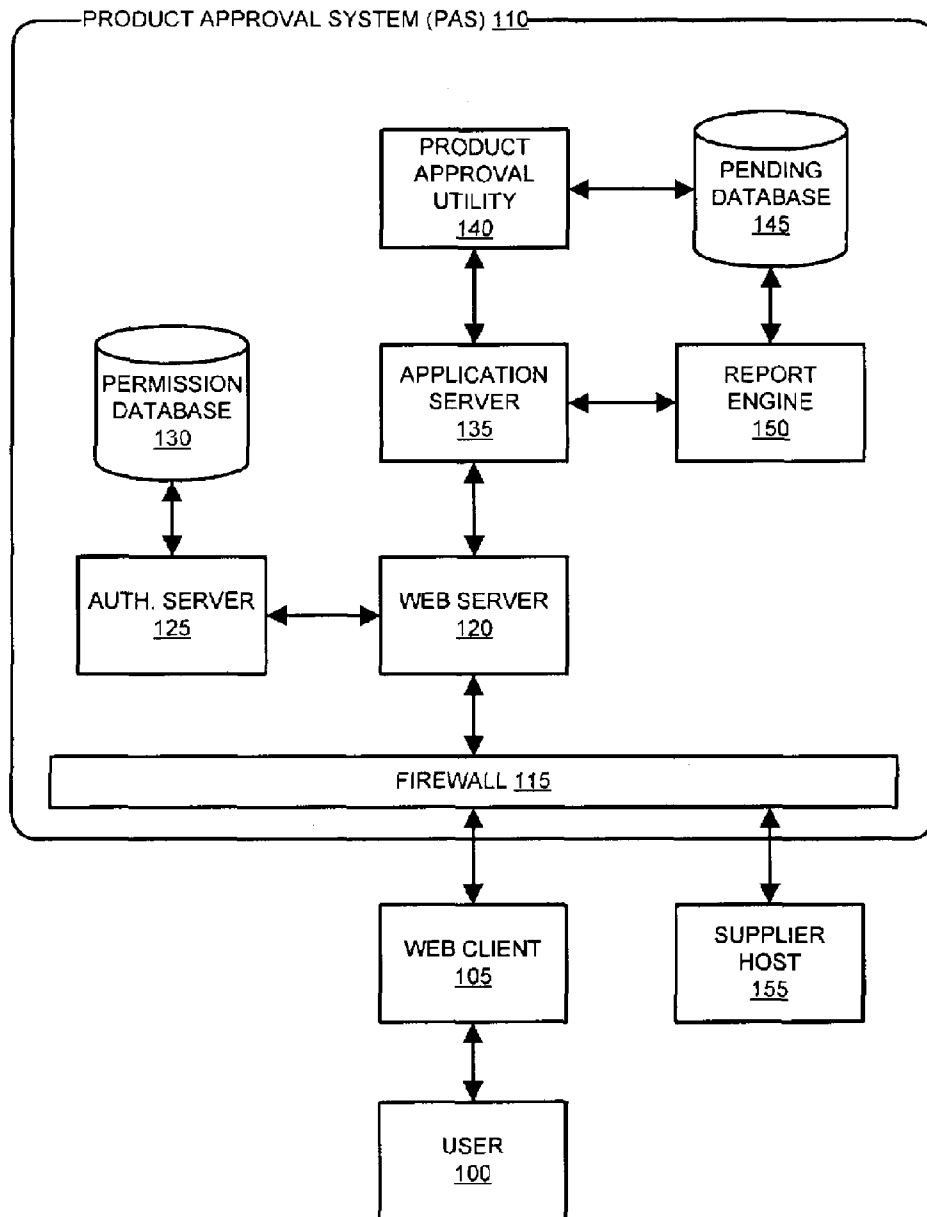 PRODUCT APPROVAL SYSTEM (PAS) 110
PRODUCT
APPROVAL
UTILITY
140
PENDING
DATABASE
145
PERMISSION
DATABASE
130
APPLICATION
SERVER
135
REPORT
ENGINE
150
AUTH. SERVER
125
WEB SERVER
120
FIREWALL 115
WEB CLIENT
105
SUPPLIER
HOST
155
USER
100